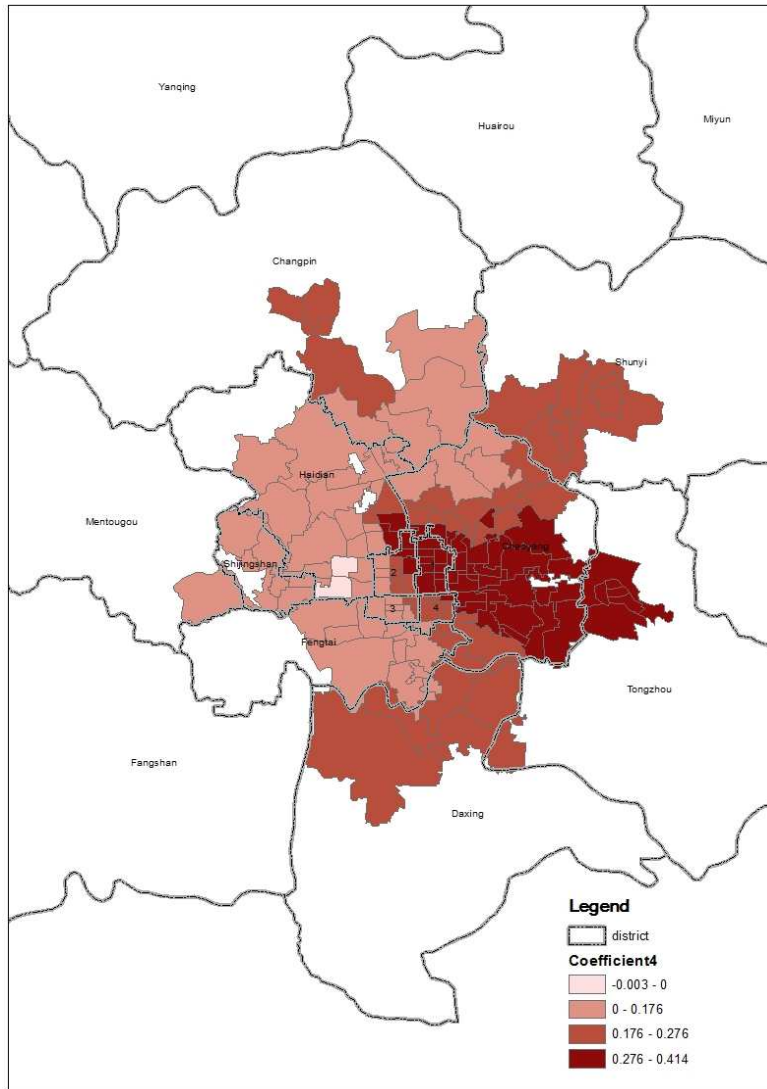 Yanqing
Huairou
Miyun
Changpin
Shunyi
Haidian
Mentougou
Shijingshan
Chaoyang
1
2
3
4
Fengtai
Tongzhou
Fangshan
Daxing
Legend
district
Coefficient4
-0.003 - 0
0 - 0.176
0.176 - 0.276
0.276 - 0.414